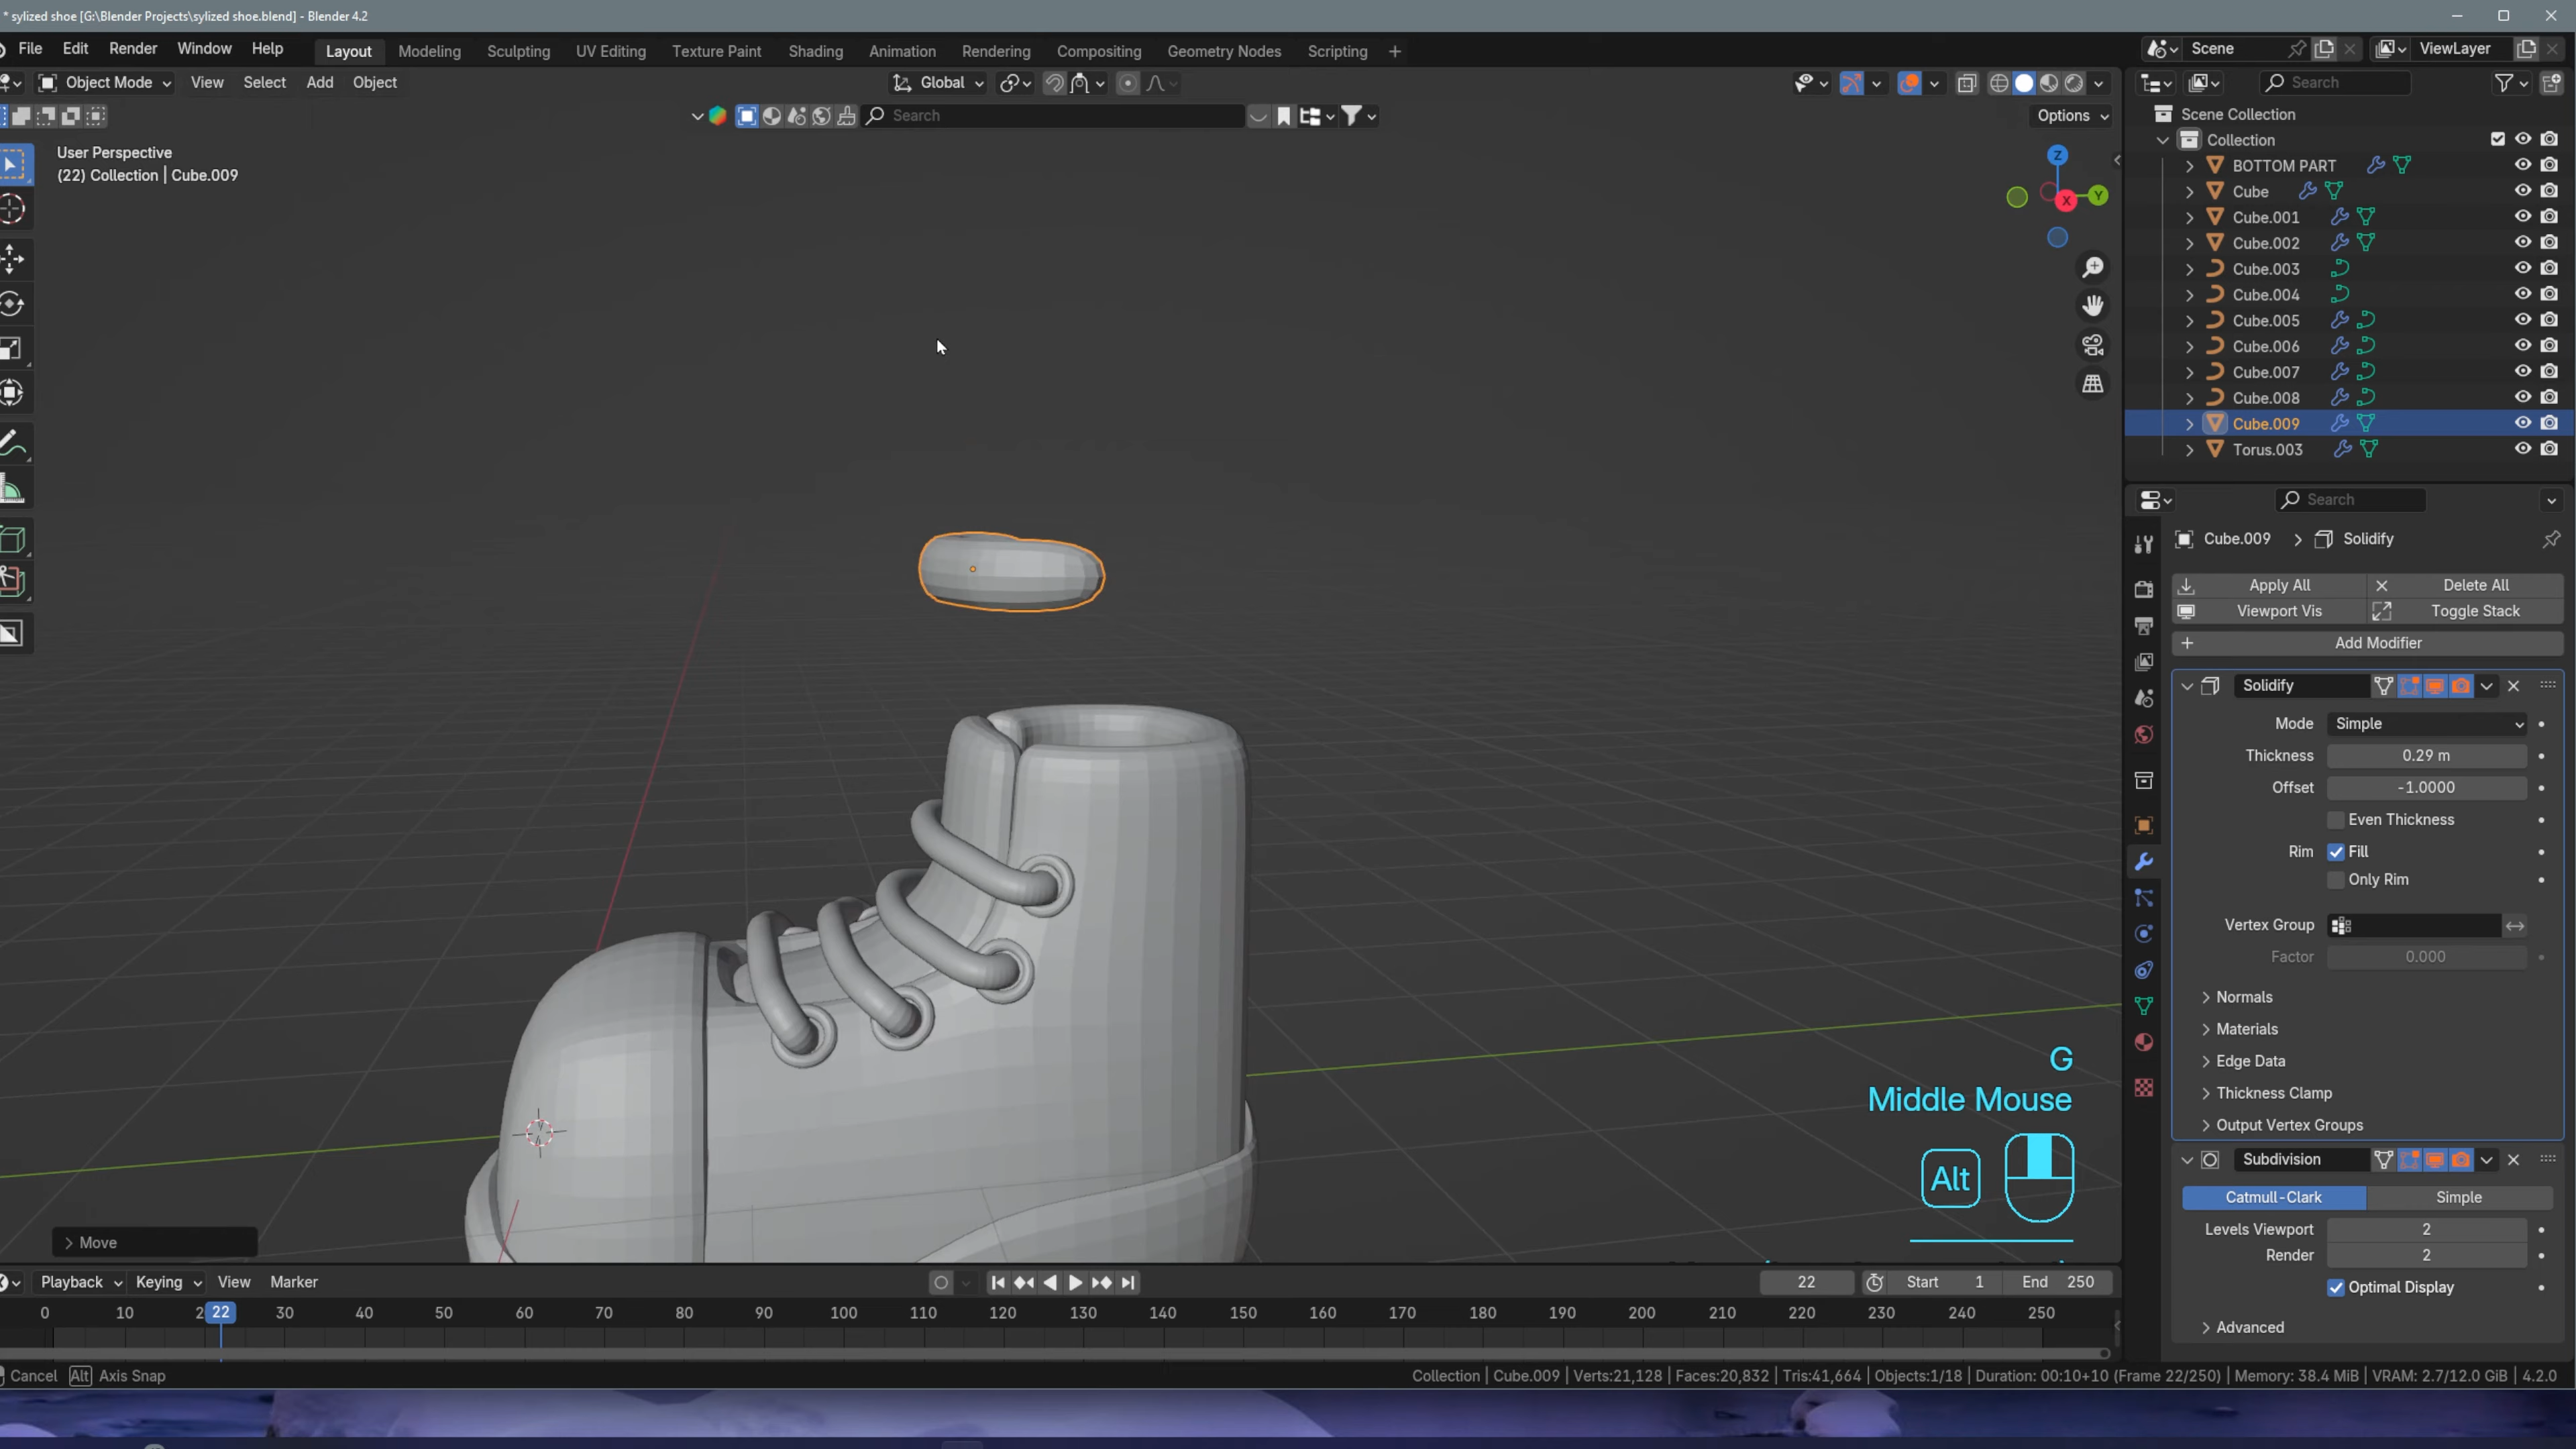 * sylized shoe [G:\Blender Projects\sylized shoe.blend] - Blender 4.2
File Edit Render Window Help Layout Modeling Sculpting UV Editing Texture Paint Shading Animation Rendering Compositing Geometry Nodes Scripting + Scene ViewLayer
Object Mode View Select Add Object Global Search
Search Options
User Perspective
(22) Collection | Cube.009
Z
Y
X
Scene Collection
Collection
BOTTOM PART
Cube
Cube.001
Cube.002
Cube.003
Cube.004
Cube.005
Cube.006
Cube.007
Cube.008
Cube.009
Torus.003
Search
Cube.009 > Solidify
Apply All Delete All
Viewport Vis Toggle Stack
Add Modifier
Solidify
Mode Simple
Thickness 0.29 m
Offset -1.0000
Even Thickness
Rim Fill
Only Rim
Vertex Group
Factor 0.000
Normals
Materials
Edge Data
Thickness Clamp
Output Vertex Groups
Subdivision
Catmull-Clark Simple
Levels Viewport 2
Render 2
Optimal Display
Advanced
G
Middle Mouse
Alt
Move
Playback Keying View Marker 22 Start 1 End 250
0 10 2 22 30 40 50 60 70 80 90 100 110 120 130 140 150 160 170 180 190 200 210 220 230 240 250
Cancel Alt Axis Snap Collection | Cube.009 | Verts:21,128 | Faces:20,832 | Tris:41,664 | Objects:1/18 | Duration: 00:10+10 (Frame 22/250) | Memory: 38.4 MiB | VRAM: 2.7/12.0 GiB | 4.2.0